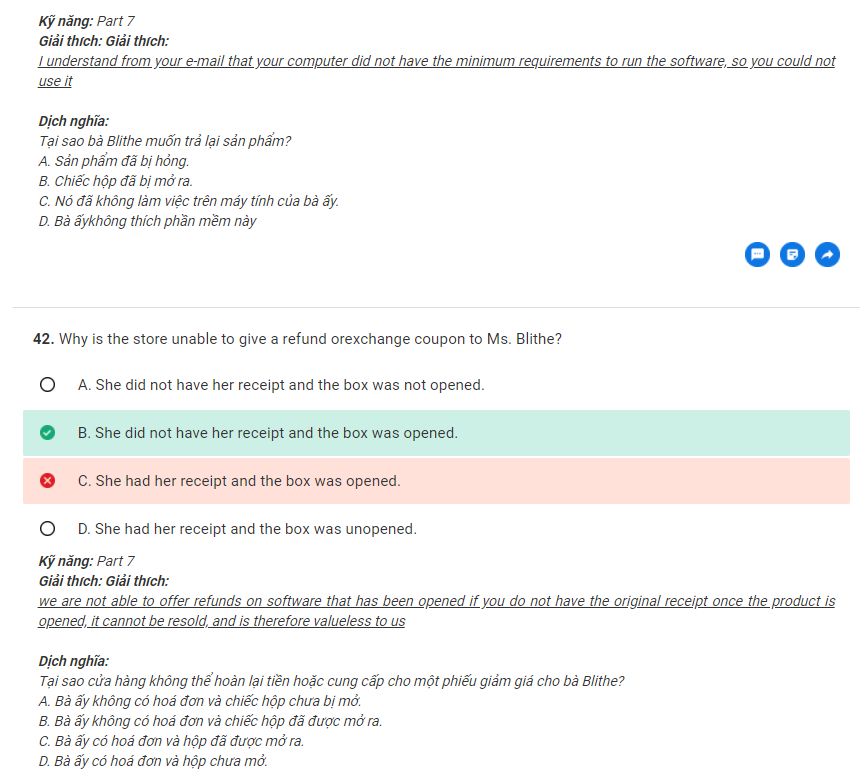 Kỹ năng: Part 7
Giải thích: Giải thích:
I understand from your e-mail that your computer did not have the minimum requirements to run the software, so you could not
use it
Dịch nghĩa:
Tại sao bà Blithe muốn trả lại sản phẩm?
A. Sản phẩm đã bị hỏng.
B. Chiếc hộp đã bị mở ra.
C. Nó đã không làm việc trên máy tính của bà ấy.
D. Bà ấykhông thích phần mềm này
42. Why is the store unable to give a refund orexchange coupon to Ms. Blithe?
A. She did not have her receipt and the box was not opened.
B. She did not have her receipt and the box was opened.
C. She had her receipt and the box was opened.
D. She had her receipt and the box was unopened.
Kỹ năng: Part 7
Giải thích: Giải thích:
we are not able to offer refunds on software that has been opened if you do not have the original receipt once the product is
opened, it cannot be resold, and is therefore valueless to us
Dịch nghĩa:
Tại sao cửa hàng không thể hoàn lại tiền hoặc cung cấp cho một phiếu giảm giá cho bà Blithe?
A. Bà ấy không có hoá đơn và chiếc hộp chưa bị mở.
B. Bà ấy không có hoá đơn và chiếc hộp đã được mở ra.
C. Bà ấy có hoá đơn và hộp đã được mở ra.
D. Bà ấy có hoá đơn và hộp chưa mở.